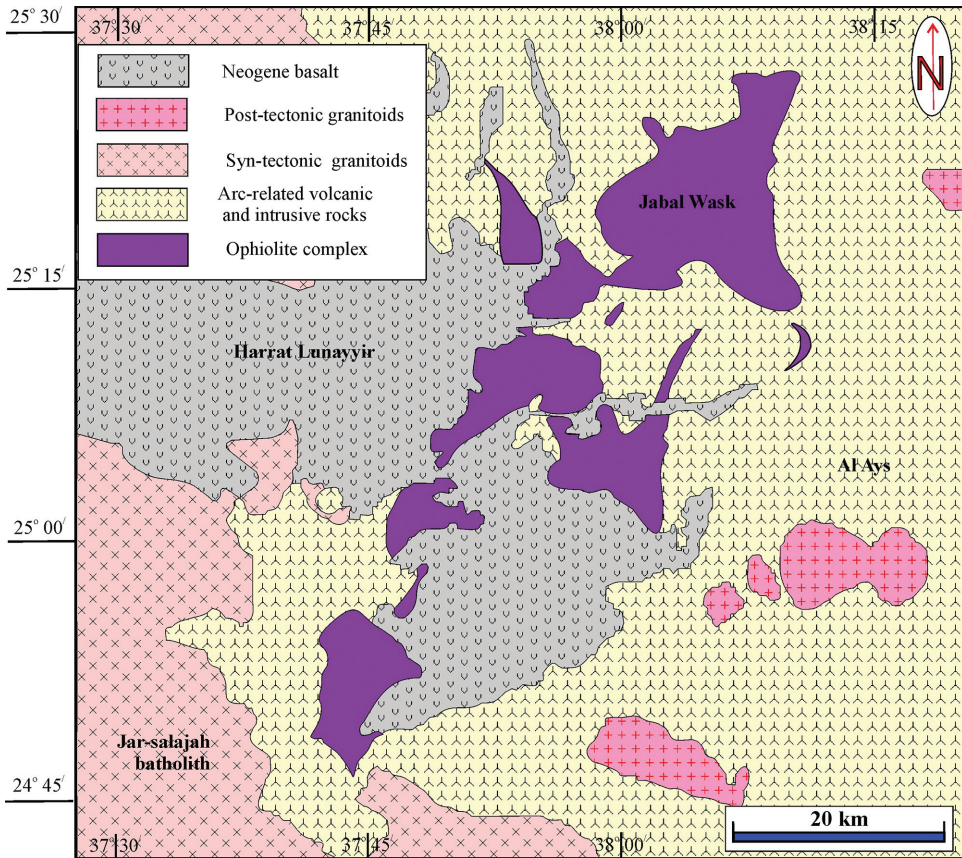 37° 30′
37° 45′
38° 00′
38° 15′
25° 30′
N
Neogene basalt
Post-tectonic granitoids
Syn-tectonic granitoids
Arc-related volcanic
and intrusive rocks
Ophiolite complex
Jabal Wask
25° 15′
Harrat Lunayyir
Al Ays
25° 00′
Jar-salajah
batholith
24° 45′
20 km
37° 30′
37° 45′
38° 00′